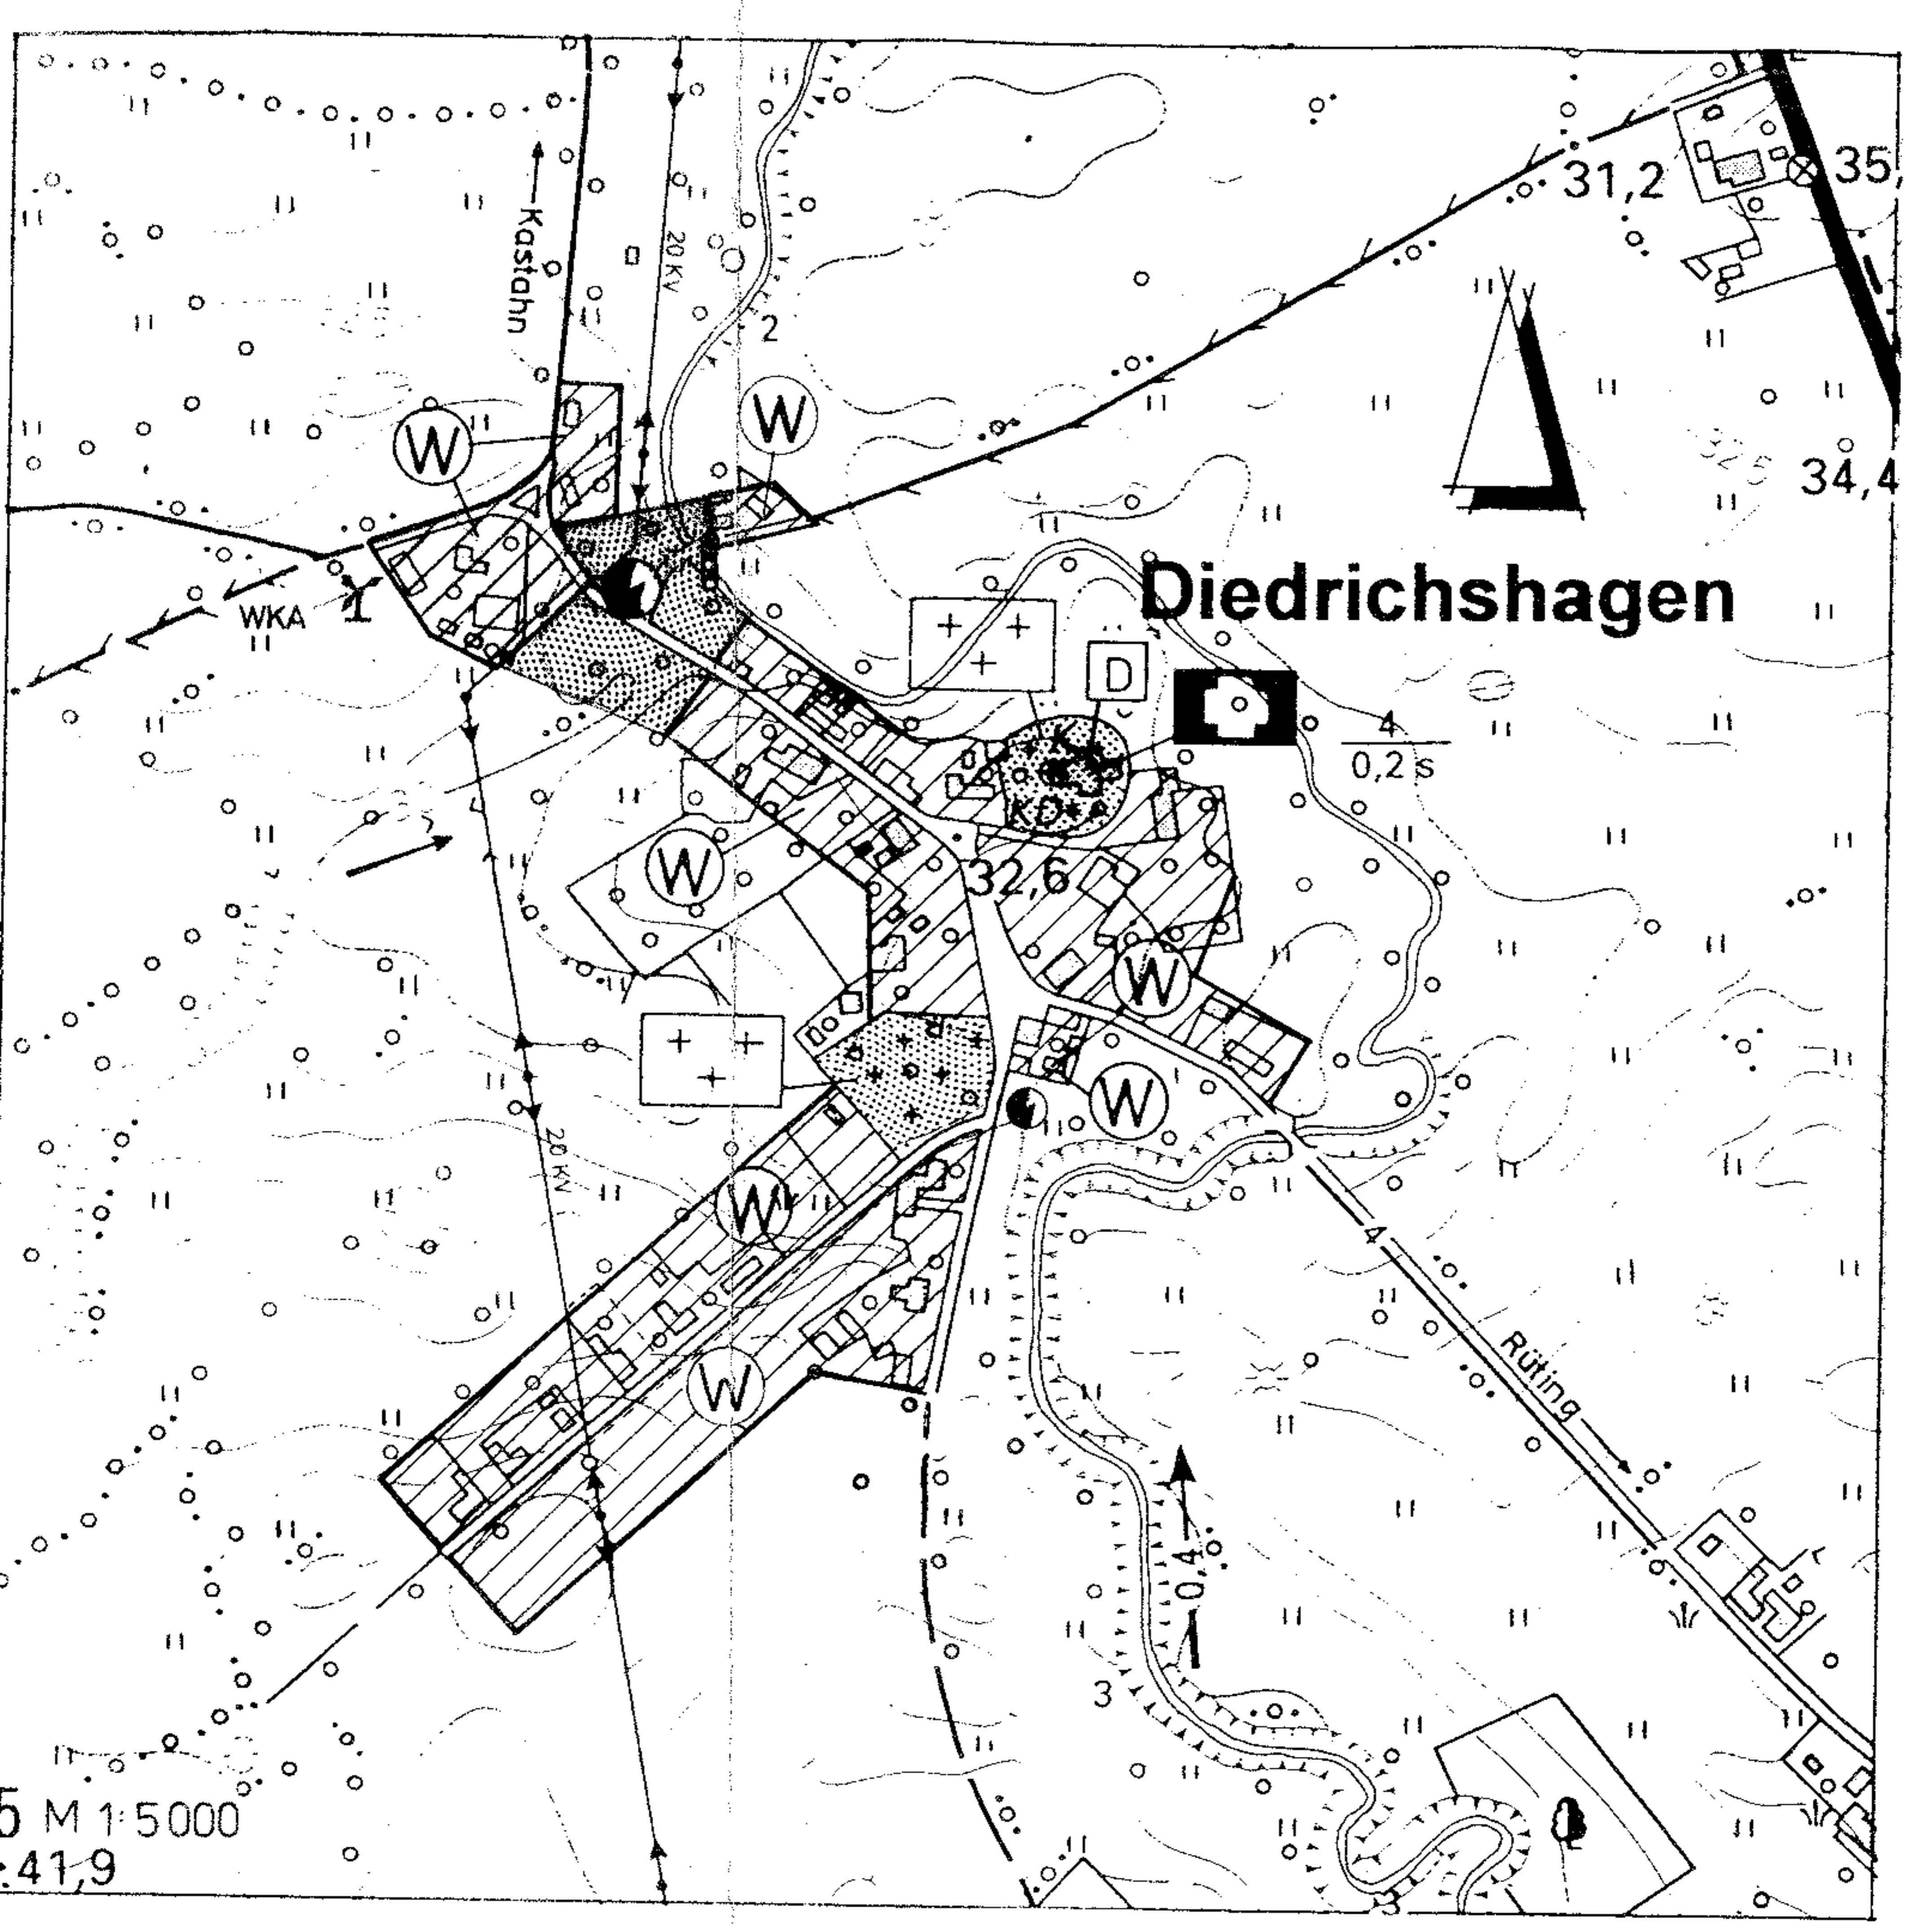 35,
31,2
Kastahn
20 KV
2
W
W
34,4
Diedrichshagen
WKA
D
4
0,2 s
K
KD
W
32,6
W
W
20 KV
W
4
Rüting
W
0,4
3
M 1:5000
:41,9
3